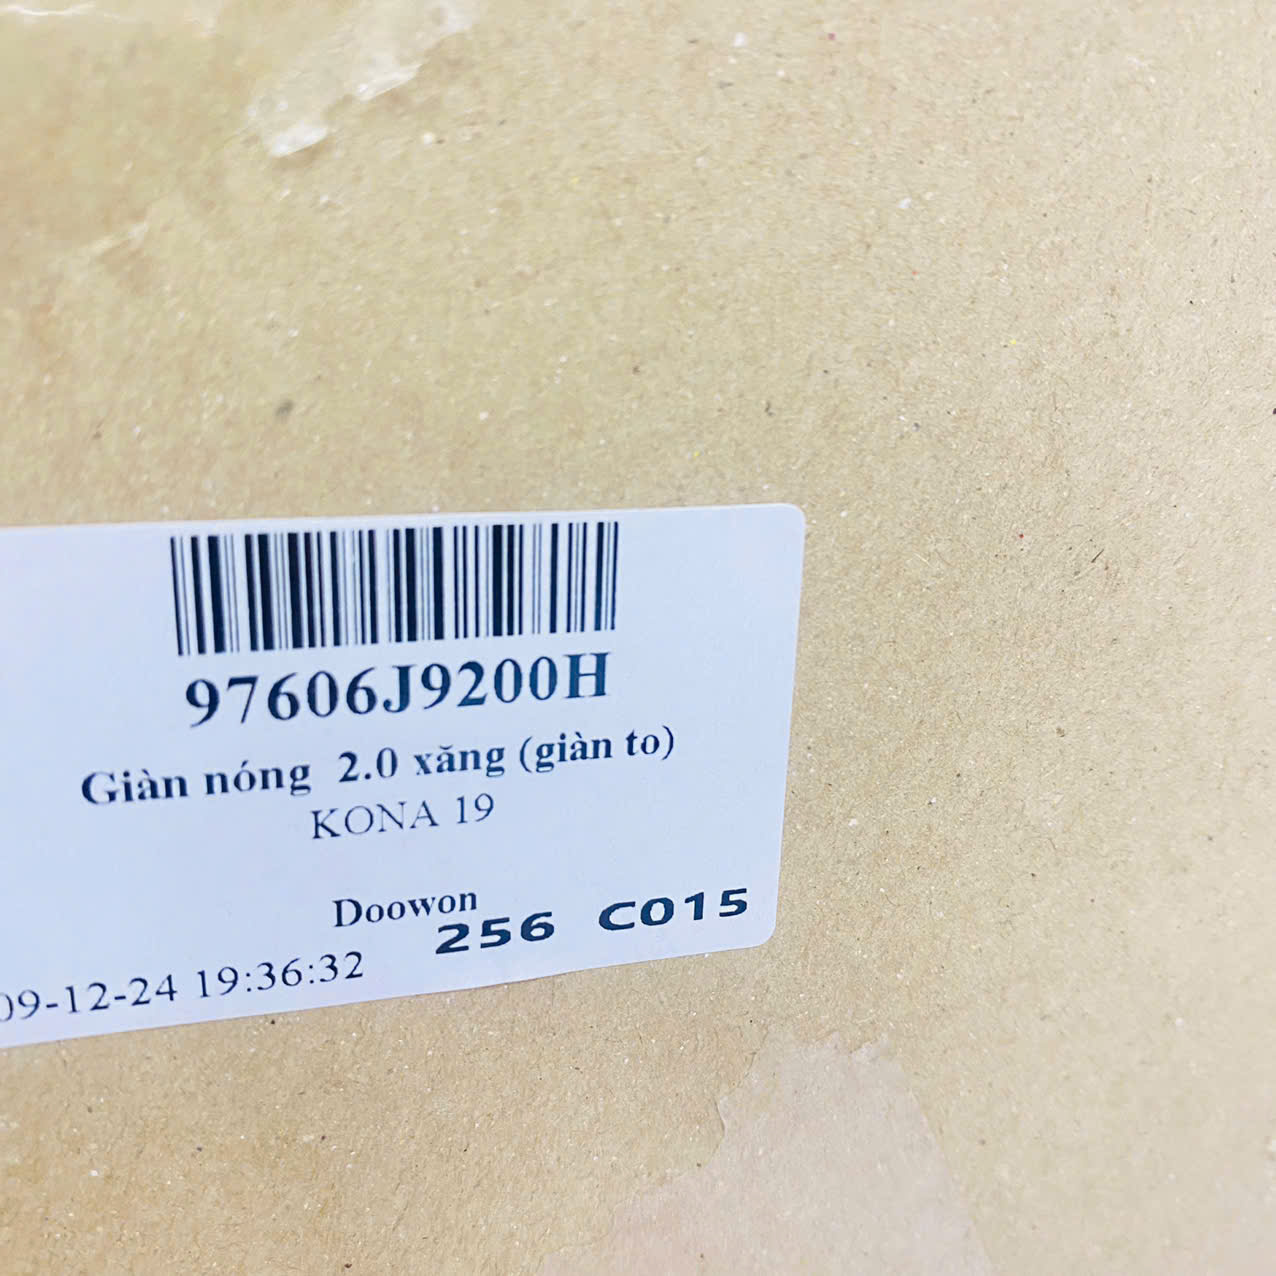 97606J9200H
Giàn nóng 2.0 xăng (giàn to)
KONA 19
Doowon
256 C015
09-12-24 19:36:32